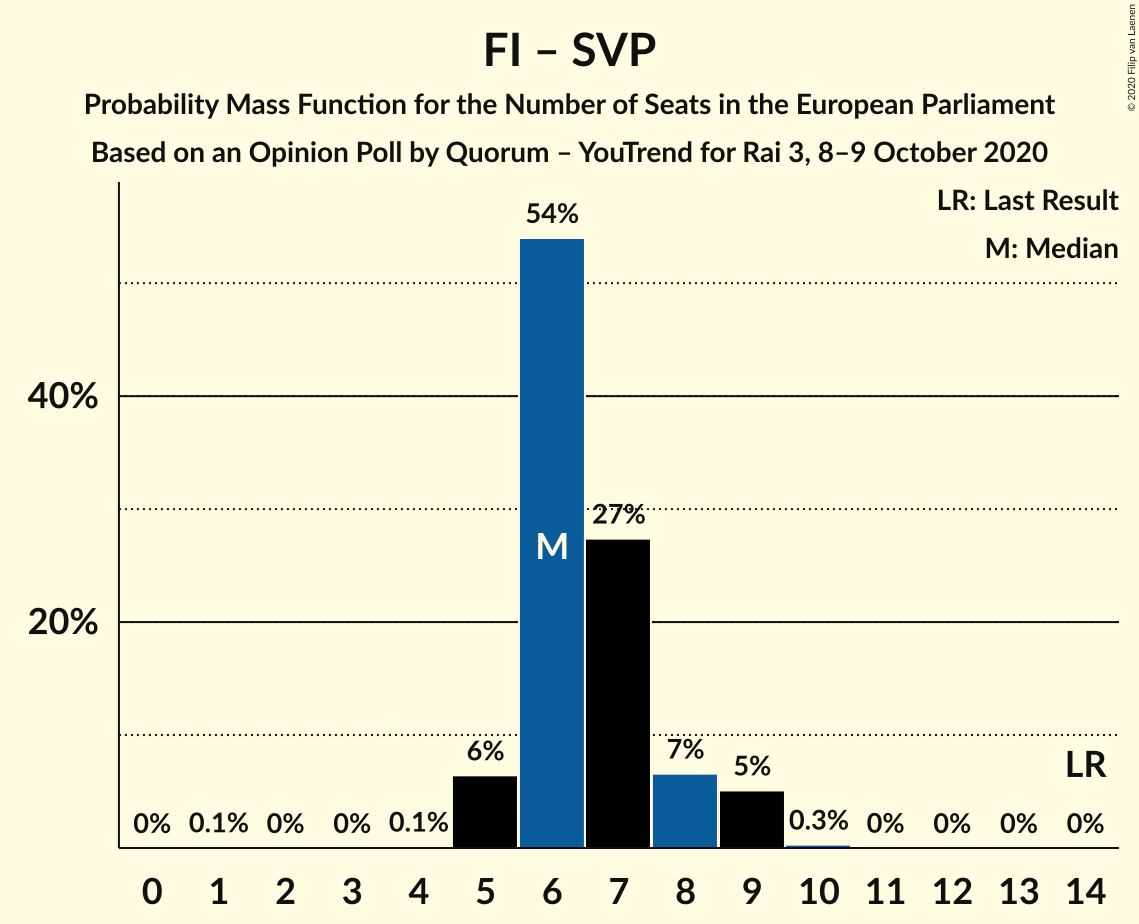 FI – SVP
Probability Mass Function for the Number of Seats in the European Parliament
Based on an Opinion Poll by Quorum – YouTrend for Rai 3, 8–9 October 2020
© 2020 Filip van Laenen
LR: Last Result
M: Median
54%
40%
27%
M
20%
6%
7%
5%
LR
0%
0.1%
0%
0%
0.1%
0.3%
0%
0%
0%
0%
0 1 2 3 4 5 6 7 8 9 10 11 12 13 14